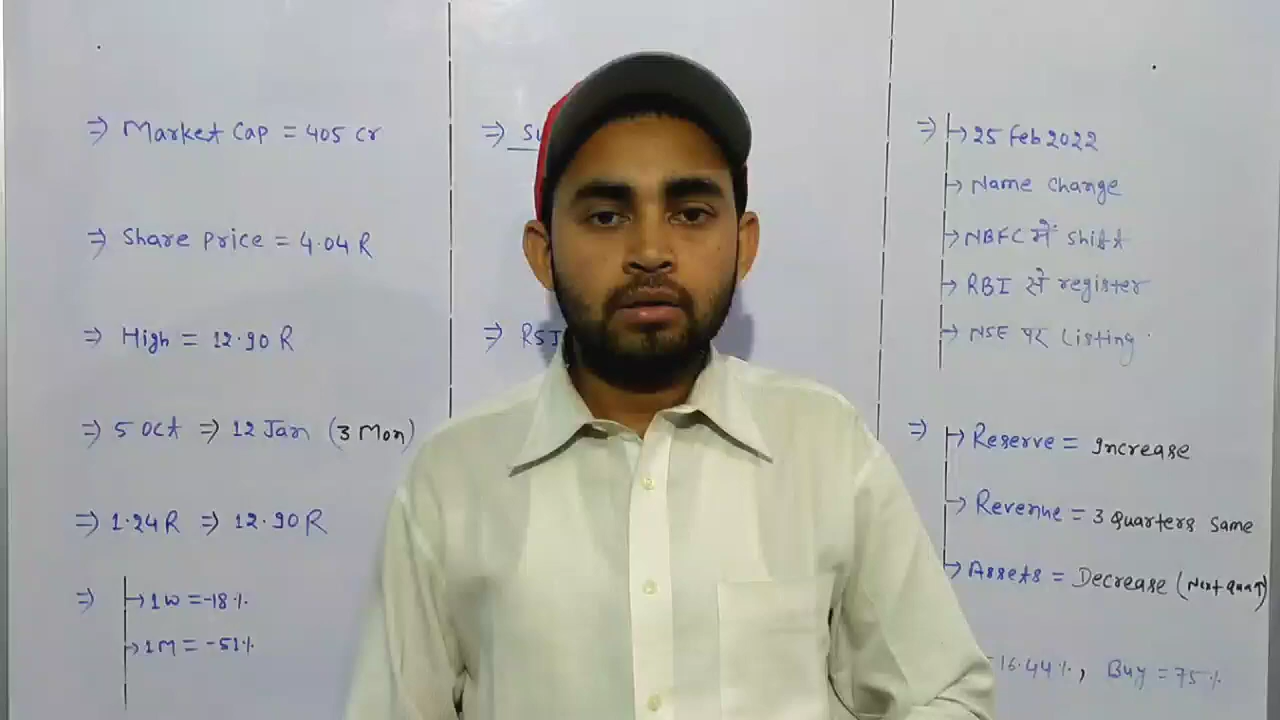 ⇒ Market Cap = 405 Cr
⇒ Share Price = 4.04 R
⇒ High = 12.90 R
⇒ 5 Oct ⇒ 12 Jan (3 Mon)
⇒ 1.24 R ⇒ 12.90 R
⇒ → 1W = -18%
→ 1M = -51%
⇒
⇒ RSI
⇒ → 25 Feb 2022
→ Name Change
→ NBFC में shift
→ RBI से register
→ NSE पर Listing
⇒ → Reserve = Increase
→ Revenue = 3 Quarters Same
→ Assets = Decrease (Next Quat)
16.44%, Buy = 75%